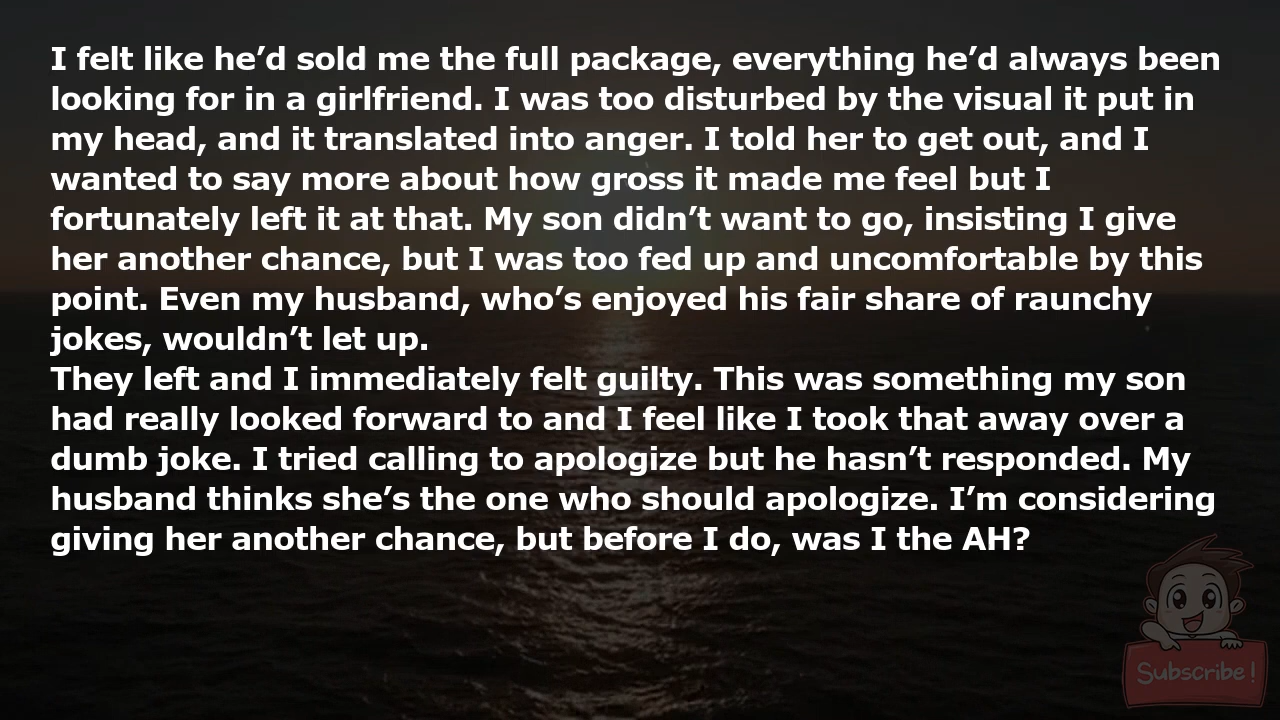 I felt like he’d sold me the full package, everything he’d always been
looking for in a girlfriend. I was too disturbed by the visual it put in
my head, and it translated into anger. I told her to get out, and I
wanted to say more about how gross it made me feel but I
fortunately left it at that. My son didn’t want to go, insisting I give
her another chance, but I was too fed up and uncomfortable by this
point. Even my husband, who’s enjoyed his fair share of raunchy
jokes, wouldn’t let up.
They left and I immediately felt guilty. This was something my son
had really looked forward to and I feel like I took that away over a
dumb joke. I tried calling to apologize but he hasn’t responded. My
husband thinks she’s the one who should apologize. I’m considering
giving her another chance, but before I do, was I the AH?
Subscribe!